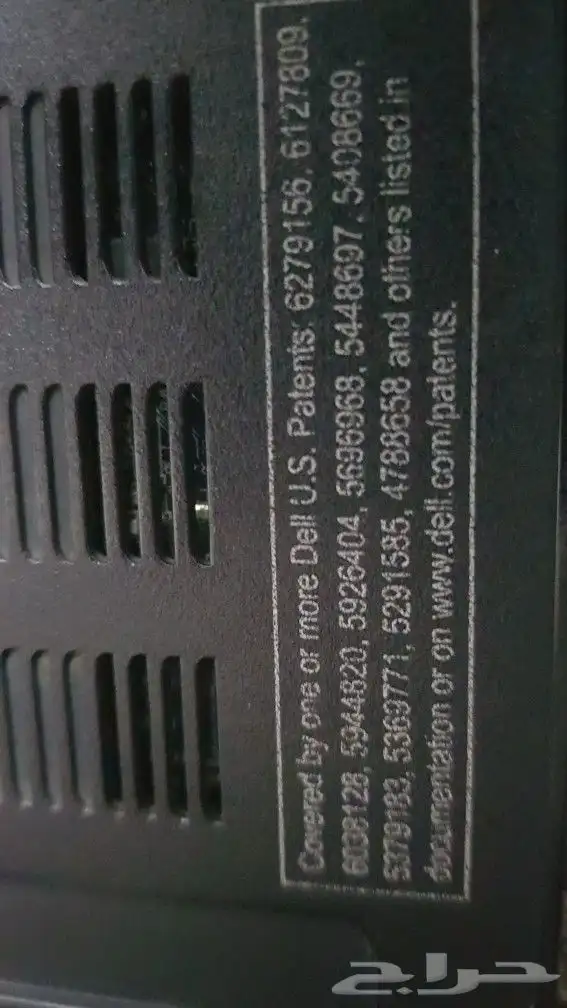 Covered by one or more Dell U.S. Patents: 6279156, 6127809,
6038128, 5944820, 5926404, 5696968, 5448697, 5408669,
5379183, 5369771, 5291585, 4788658 and others listed in
documentation or on www.dell.com/patents.
حراج